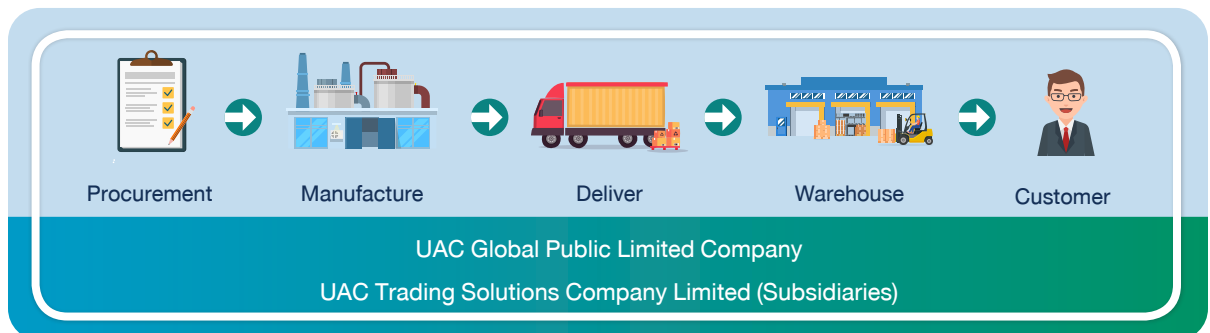 Procurement
Manufacture
Deliver
Warehouse
Customer
UAC Global Public Limited Company
UAC Trading Solutions Company Limited (Subsidiaries)